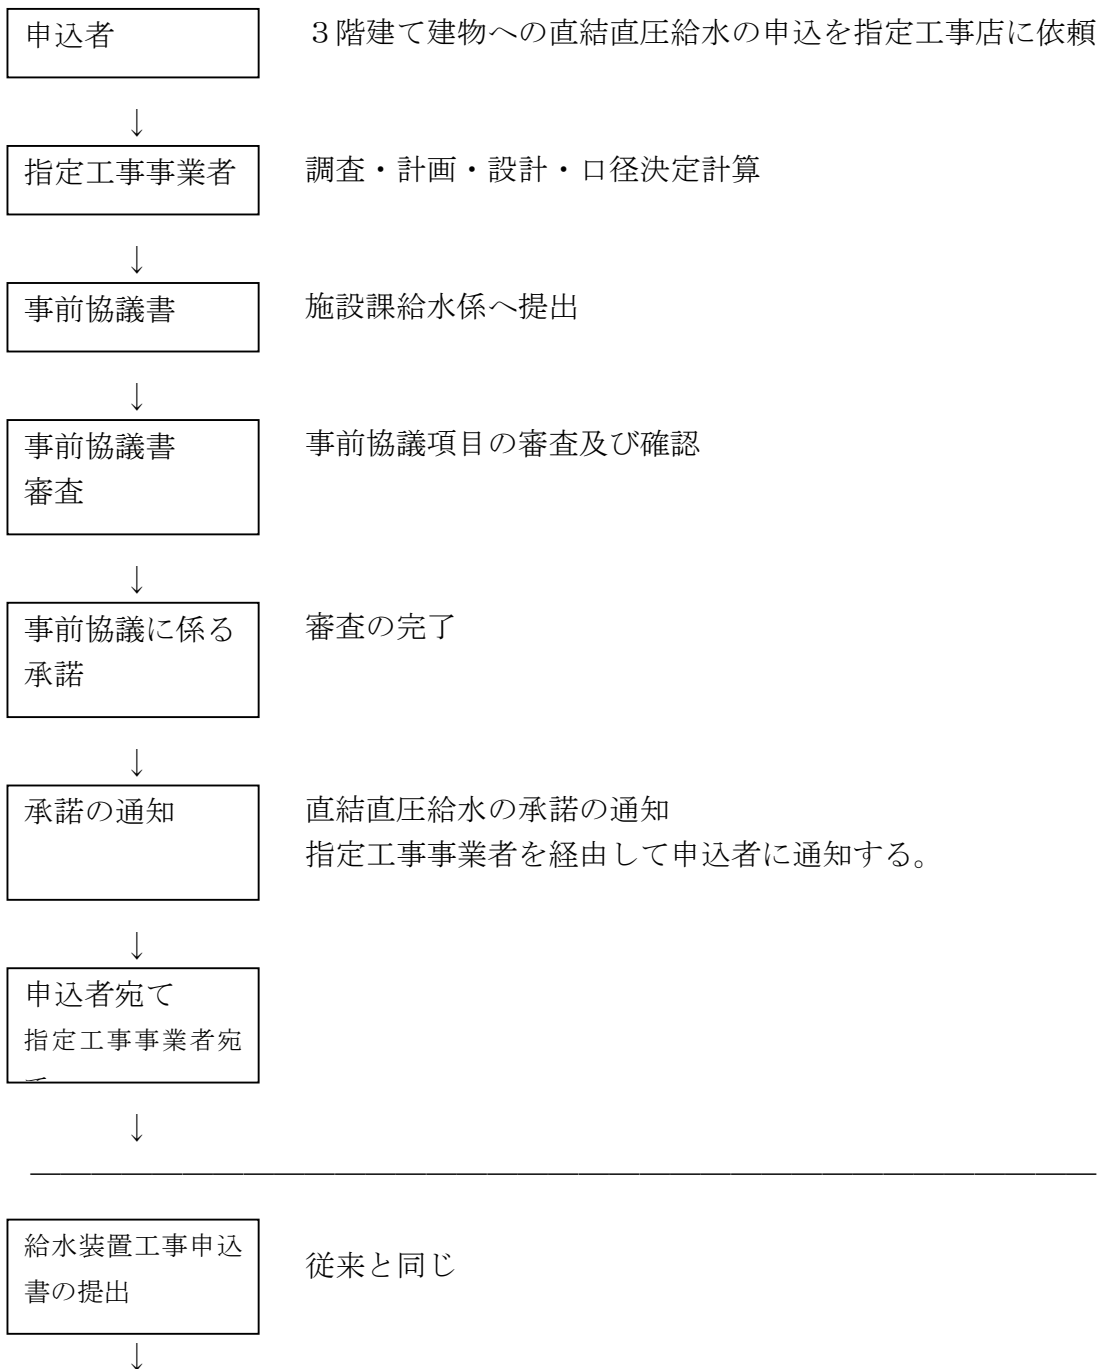 申込者
３階建て建物への直結直圧給水の申込を指定工事店に依頼
↓
指定工事事業者
調査・計画・設計・口径決定計算
↓
事前協議書
施設課給水係へ提出
↓
事前協議書
審査
事前協議項目の審査及び確認
↓
事前協議に係る
承諾
審査の完了
↓
承諾の通知
直結直圧給水の承諾の通知
指定工事事業者を経由して申込者に通知する。
↓
申込者宛て
指定工事事業者宛
↓
給水装置工事申込
書の提出
従来と同じ
↓